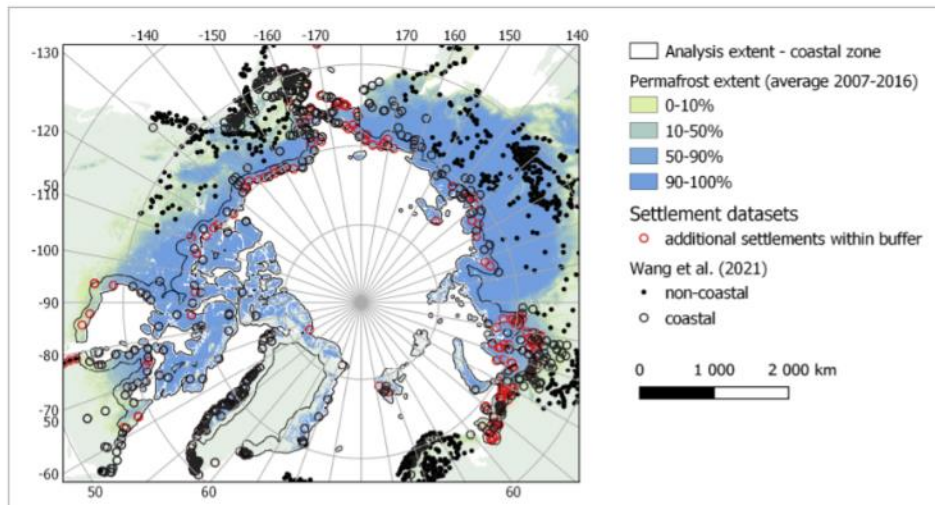 -140 -150 -160 -170 170 160 150 140
-130
-120
50
-110
-100
-90
-80
-70
50
-60
50 60 60
Analysis extent - coastal zone
Permafrost extent (average 2007-2016)
0-10%
10-50%
50-90%
90-100%
Settlement datasets
additional settlements within buffer
Wang et al. (2021)
non-coastal
coastal
0 1 000 2 000 km